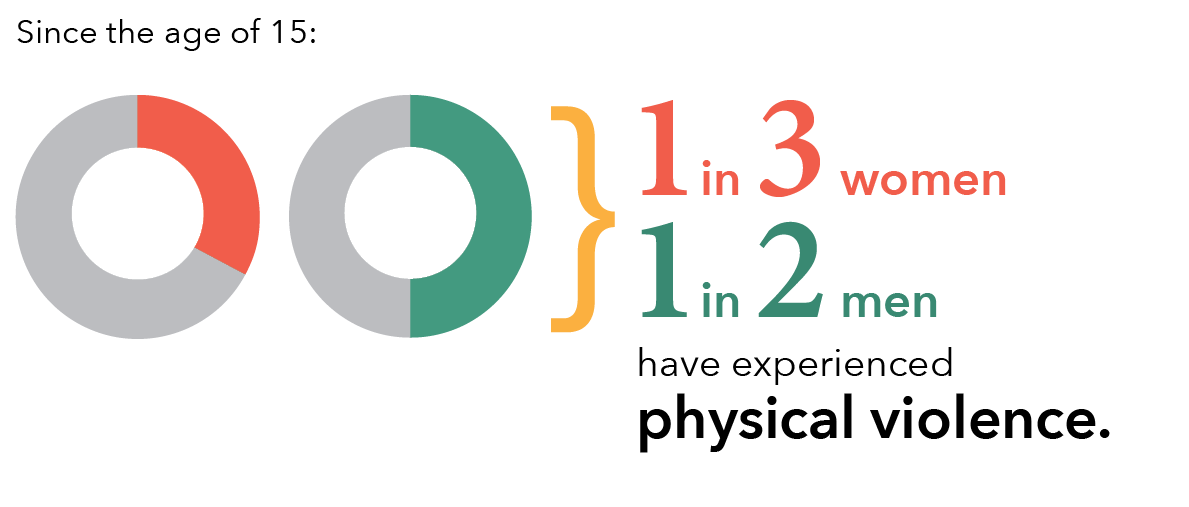 Since the age of 15:
1 in 3 women
1 in 2 men
have experienced
physical violence.